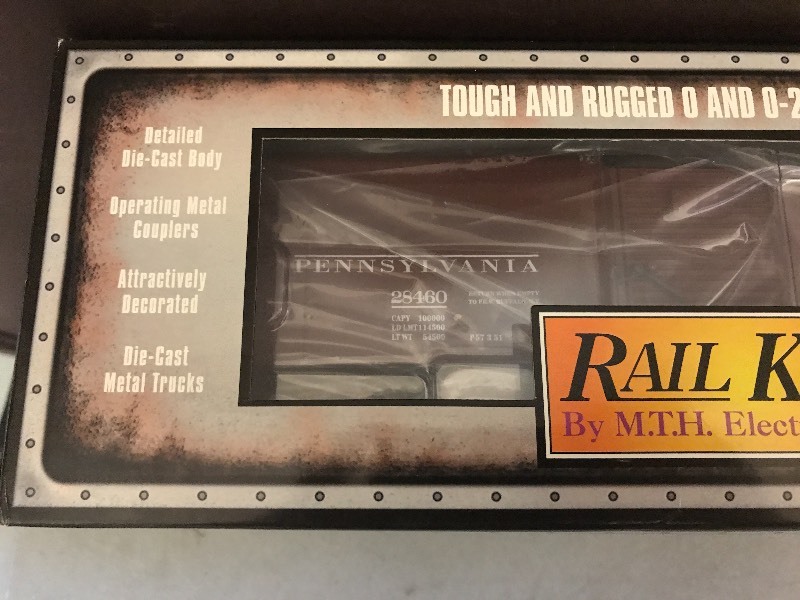 TOUGH AND RUGGED O AND O-2
Detailed
Die-Cast Body
Operating Metal
Couplers
Attractively
Decorated
Die-Cast
Metal Trucks
PENNSYLVANIA
28460
CAPY 100000
LD LMT 114500
LT WT 54500
RAIL K
By M.T.H. Elect